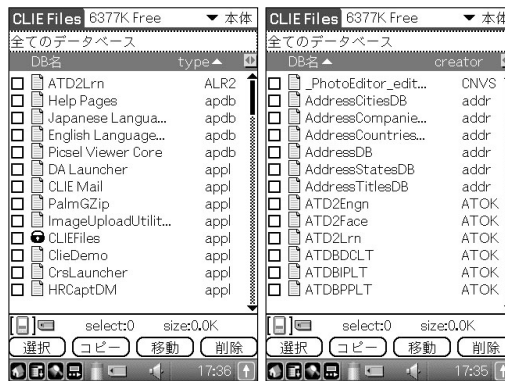 CLIE Files 6377K Free ▼ 本体
全てのデータベース
DB名 type▲
ATD2Lrn ALR2
Help Pages apdb
Japanese Langua... apdb
English Language... apdb
Picsel Viewer Core apdb
DA Launcher appl
CLIE Mail appl
PalmGZip appl
ImageUploadUtilit... appl
CLIEFiles appl
ClieDemo appl
CrsLauncher appl
HRCaptDM appl
select:0 size:0.0K
選択 コピー 移動 削除
17:36
CLIE Files 6377K Free ▼ 本体
全てのデータベース
DB名▲ creator
_PhotoEditor_edit... CNVS
AddressCitiesDB addr
AddressCompanie... addr
AddressCountries... addr
AddressDB addr
AddressStatesDB addr
AddressTitlesDB addr
ATD2Engn ATOK
ATD2Face ATOK
ATD2Lrn ATOK
ATDBDCLT ATOK
ATDBIPLT ATOK
ATDBPPLT ATOK
select:0 size:0.0K
選択 コピー 移動 削除
17:35